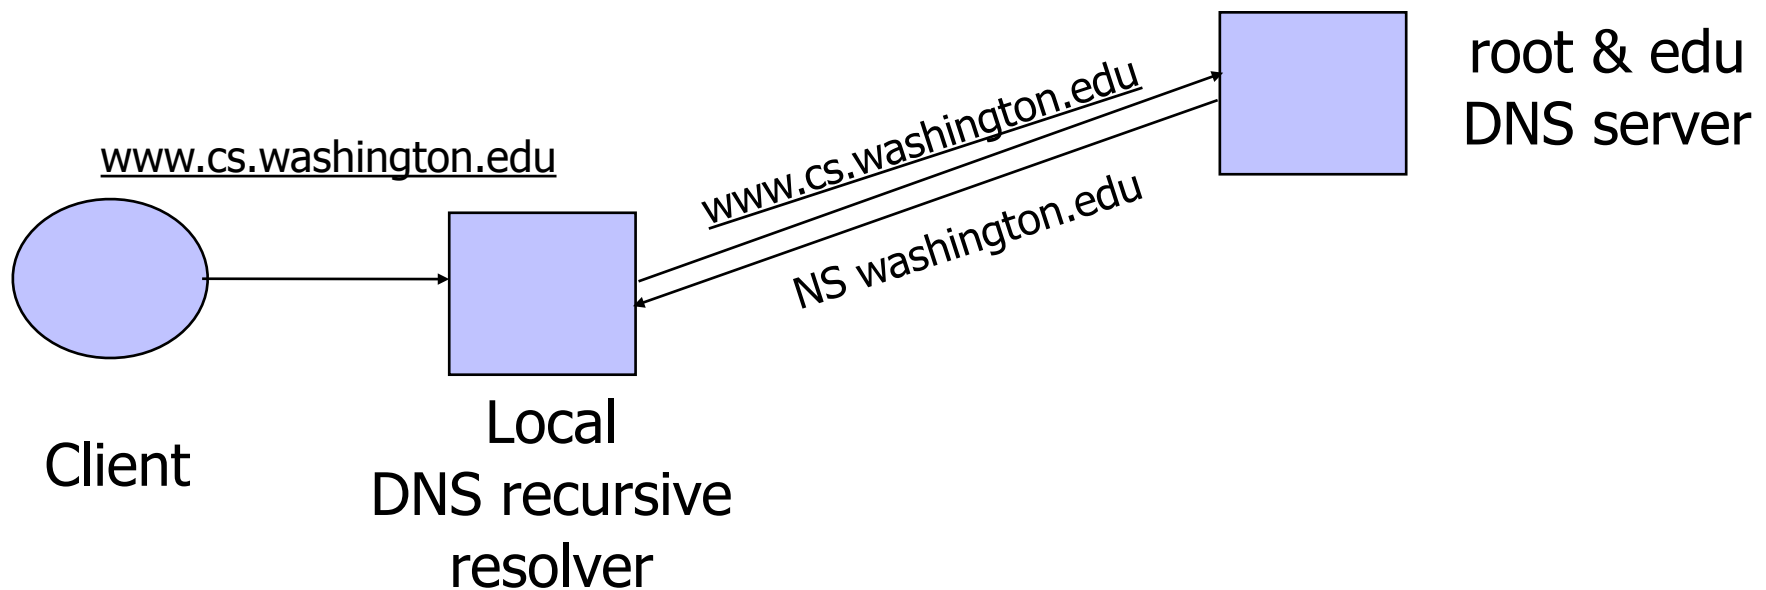 www.cs.washington.edu
Client
Local
DNS recursive
resolver
www.cs.washington.edu
NS washington.edu
root & edu
DNS server